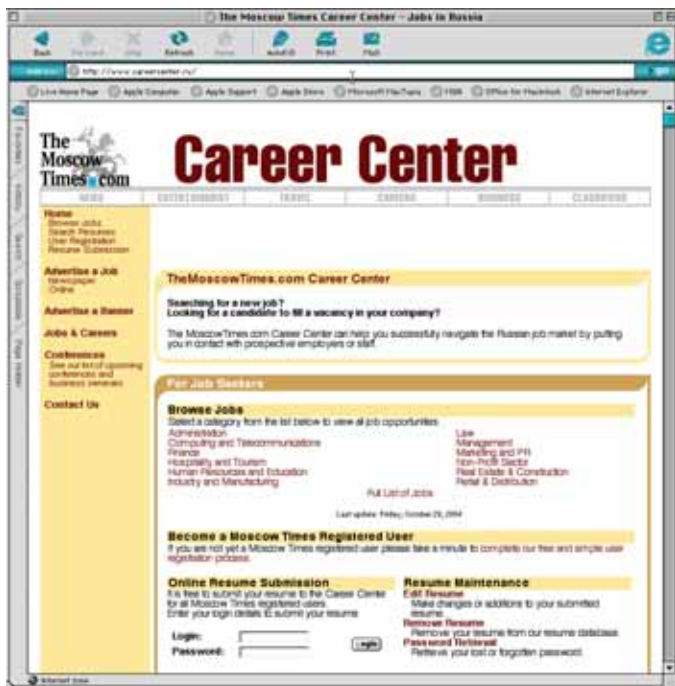 The Moscow Times Career Center - Jobs in Russia
Back Forward Stop Refresh Home AutoFill Print Mail
http://www.careercenter.ru/
Live Home Page Apple Computer Apple Support Apple Store Microsoft MacTopia MSN Office for Macintosh Internet Explorer
Favorites
History
Search
Scrapbook
Page Holder
The
Moscow
Times.com
Career Center
NEWS ENTERTAINMENT TRAVEL CAREERS BUSINESS CLASSROOM
Home
Browse Jobs
Search Resumes
User Registration
Resume Submission
Advertise a Job
Newspaper
Online
Advertise a Banner
Jobs & Careers
Conferences
See our list of upcoming
conferences and
business seminars
Contact Us
TheMoscowTimes.com Career Center
Searching for a new job?
Looking for a candidate to fill a vacancy in your company?
The MoscowTimes.com Career Center can help you successfully navigate the Russian job market by putting
you in contact with prospective employers or staff.
For Job Seekers
Browse Jobs
Select a category from the list below to view all job opportunities
Administration
Computing and Telecommunications
Finance
Hospitality and Tourism
Human Resources and Education
Industry and Manufacturing
Law
Management
Marketing and PR
Non-Profit Sector
Real Estate & Construction
Retail & Distribution
Full List of Jobs
Last update: Friday, October 29, 2004
Become a Moscow Times Registered User
If you are not yet a Moscow Times registered user please take a minute to complete our free and simple user
registration process.
Online Resume Submission
It is free to submit your resume to the Career Center
for all Moscow Times registered users.
Enter your login details to submit your resume
Login:
Password:
Login
Resume Maintenance
Edit Resume
Make changes or additions to your submitted
resume.
Remove Resume
Remove your resume from our resume database.
Password Retrieval
Retrieve your lost or forgotten password.
Internet zone